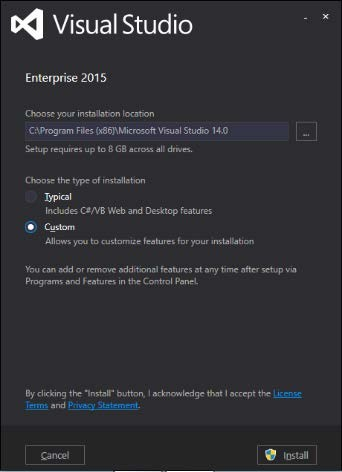 Visual Studio
Enterprise 2015
Choose your installation location
C:\Program Files (x86)\Microsoft Visual Studio 14.0
...
Setup requires up to 8 GB across all drives.
Choose the type of installation
Typical
Includes C#/VB Web and Desktop features
Custom
Allows you to customize features for your installation
You can add or remove additional features at any time after setup via
Programs and Features in the Control Panel.
By clicking the "Install" button, I acknowledge that I accept the License
Terms and Privacy Statement.
Cancel
Install